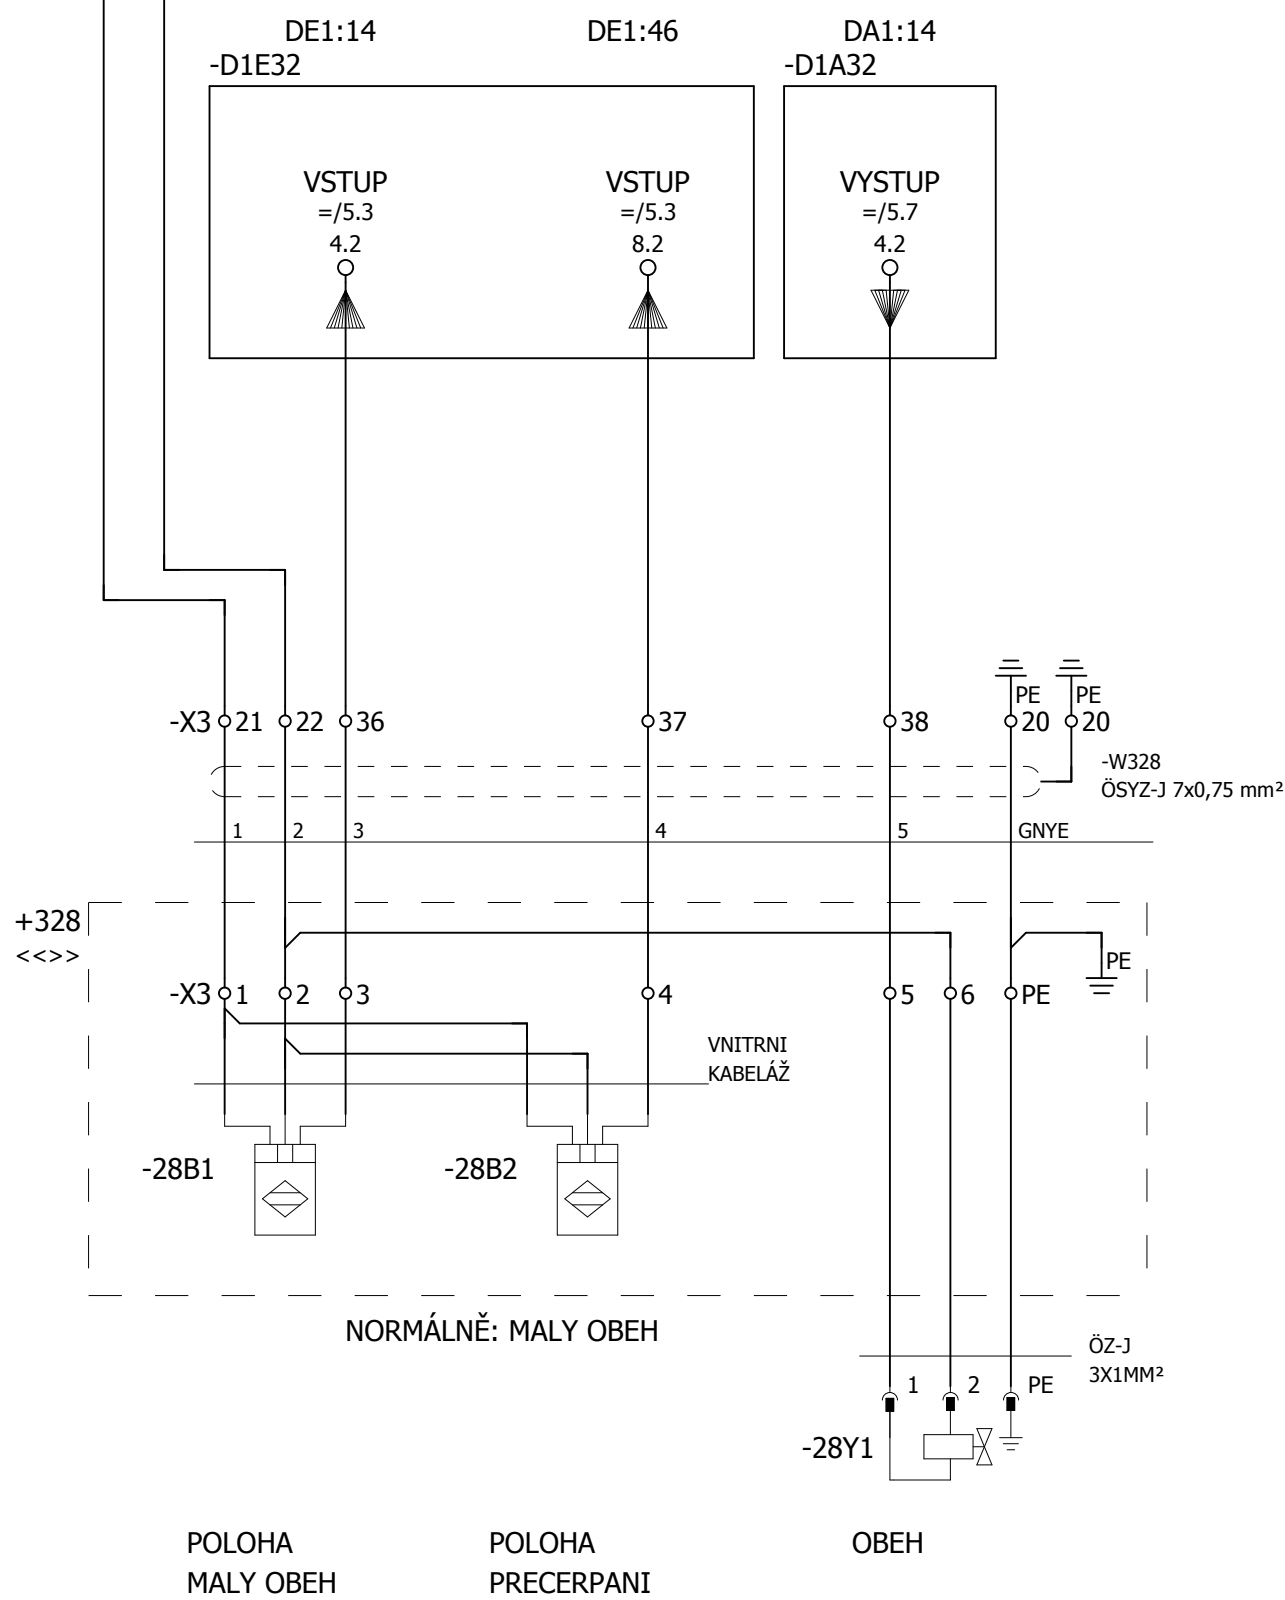 DE1:14 DE1:46 DA1:14
-D1E32 -D1A32
VSTUP VSTUP VYSTUP
=/5.3 =/5.3 =/5.7
4.2 8.2 4.2
PE PE
-X3 21 22 36 37 38 20 20
-W328
ÖSYZ-J 7x0,75 mm²
1 2 3 4 5 GNYE
+328
<<>>
PE
-X3 1 2 3 4 5 6 PE
VNITRNI
KABELÁŽ
-28B1 -28B2
NORMÁLNĚ: MALY OBEH
ÖZ-J
3X1MM²
1 2 PE
-28Y1
POLOHA POLOHA OBEH
MALY OBEH PRECERPANI